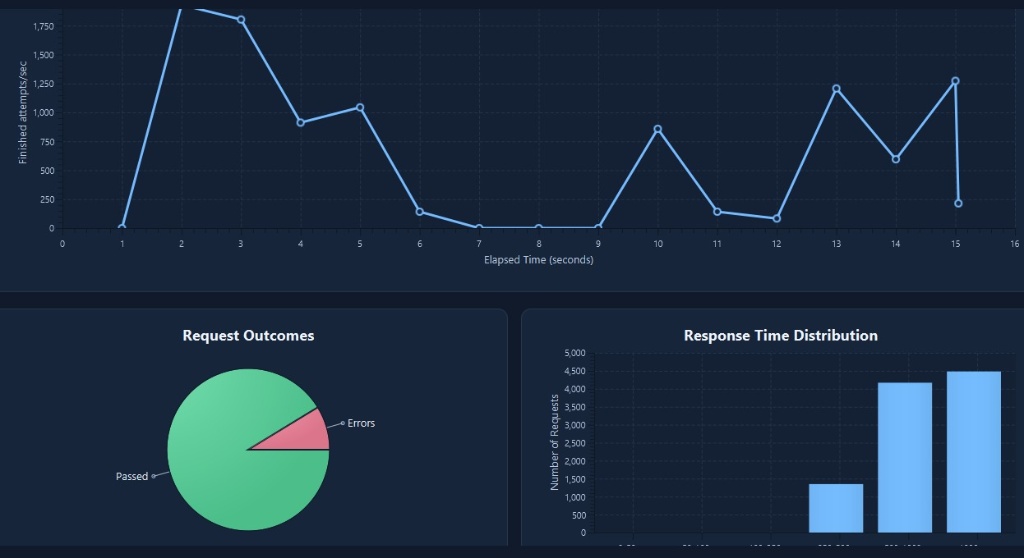 1,750
1,500
1,250
1,000
750
500
250
0
Finished attempts/sec
0 1 2 3 4 5 6 7 8 9 10 11 12 13 14 15 16
Elapsed Time (seconds)
Request Outcomes
Errors
Passed
Response Time Distribution
5,000
4,500
4,000
3,500
3,000
2,500
2,000
1,500
1,000
500
0
Number of Requests